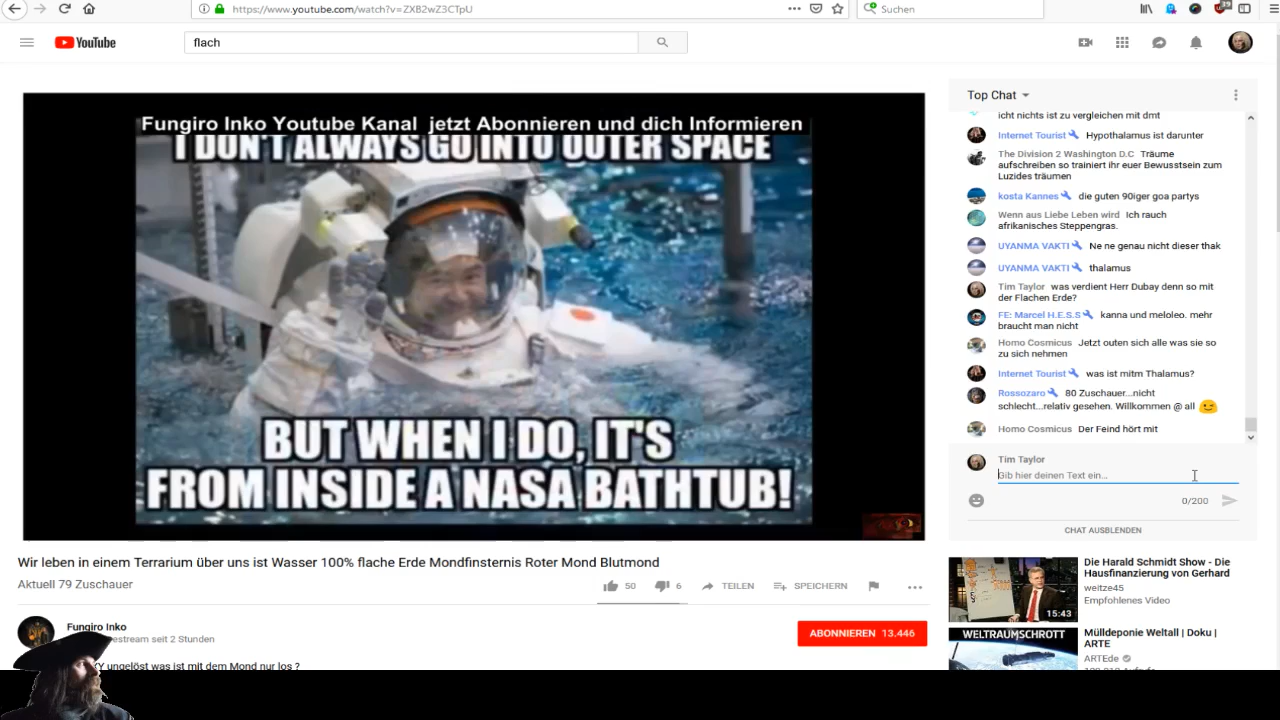 https://www.youtube.com/watch?v=ZXB2wZ3CTpU
Suchen
29
YouTube
flach
Fungiro Inko Youtube Kanal jetzt Abonnieren und dich Informieren
I DON'T ALWAYS GO INTO OUTER SPACE
BUT WHEN I DO, IT'S
FROM INSIDE A NASA BATHTUB!
Top Chat
icht nichts ist zu vergleichen mit dmt
Internet Tourist Hypothalamus ist darunter
The Division 2 Washington D.C Träume
aufschreiben so trainiert ihr euer Bewusstsein zum
Luzides träumen
kosta Kannes die guten 90iger goa partys
Wenn aus Liebe Leben wird Ich rauch
afrikanisches Steppengras.
UYANMA VAKTI Ne ne genau nicht dieser thak
UYANMA VAKTI thalamus
Tim Taylor was verdient Herr Dubay denn so mit
der Flachen Erde?
FE: Marcel H.E.S.S kanna und meloleo. mehr
braucht man nicht
Homo Cosmicus Jetzt outen sich alle was sie so
zu sich nehmen
Internet Tourist was ist mitm Thalamus?
Rossozaro 80 Zuschauer...nicht
schlecht...relativ gesehen. Willkommen @ all
Homo Cosmicus Der Feind hört mit
Tim Taylor
Gib hier deinen Text ein...
0/200
CHAT AUSBLENDEN
Wir leben in einem Terrarium über uns ist Wasser 100% flache Erde Mondfinsternis Roter Mond Blutmond
Aktuell 79 Zuschauer
50
6
TEILEN
SPEICHERN
Fungiro Inko
estream seit 2 Stunden
ABONNIEREN 13.446
Y ungelöst was ist mit dem Mond nur los ?
15:43
Die Harald Schmidt Show - Die
Hausfinanzierung von Gerhard
weitze45
Empfohlenes Video
WELTRAUMSCHROTT
Mülldeponie Weltall | Doku |
ARTE
ARTEde